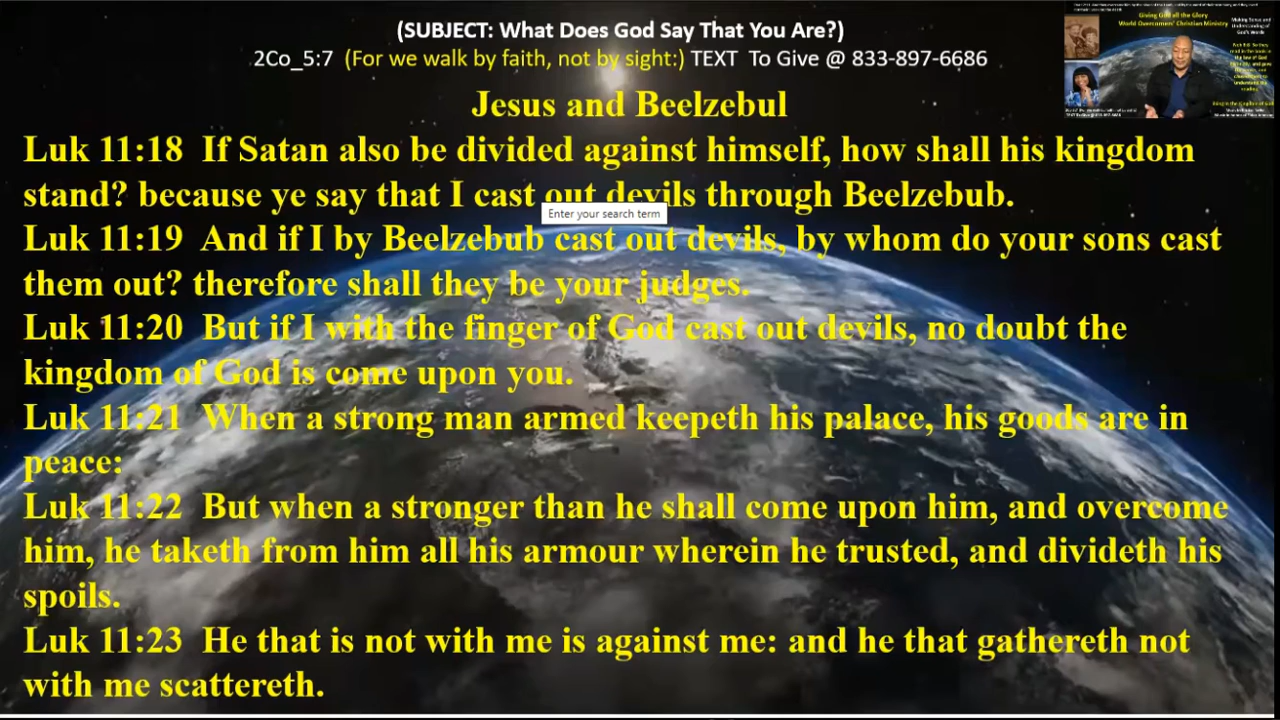 (SUBJECT: What Does God Say That You Are?)
2Co_5:7 (For we walk by faith, not by sight:) TEXT To Give @ 833-897-6686
Jesus and Beelzebul
Luk 11:18 If Satan also be divided against himself, how shall his kingdom
stand? because ye say that I cast out devils through Beelzebub.
Enter your search term
Luk 11:19 And if I by Beelzebub cast out devils, by whom do your sons cast
them out? therefore shall they be your judges.
Luk 11:20 But if I with the finger of God cast out devils, no doubt the
kingdom of God is come upon you.
Luk 11:21 When a strong man armed keepeth his palace, his goods are in
peace:
Luk 11:22 But when a stronger than he shall come upon him, and overcome
him, he taketh from him all his armour wherein he trusted, and divideth his
spoils.
Luk 11:23 He that is not with me is against me: and he that gathereth not
with me scattereth.
Giving God all the Glory
World Overcomers' Christian Ministry
Making Sense and
Understanding of
God's Words